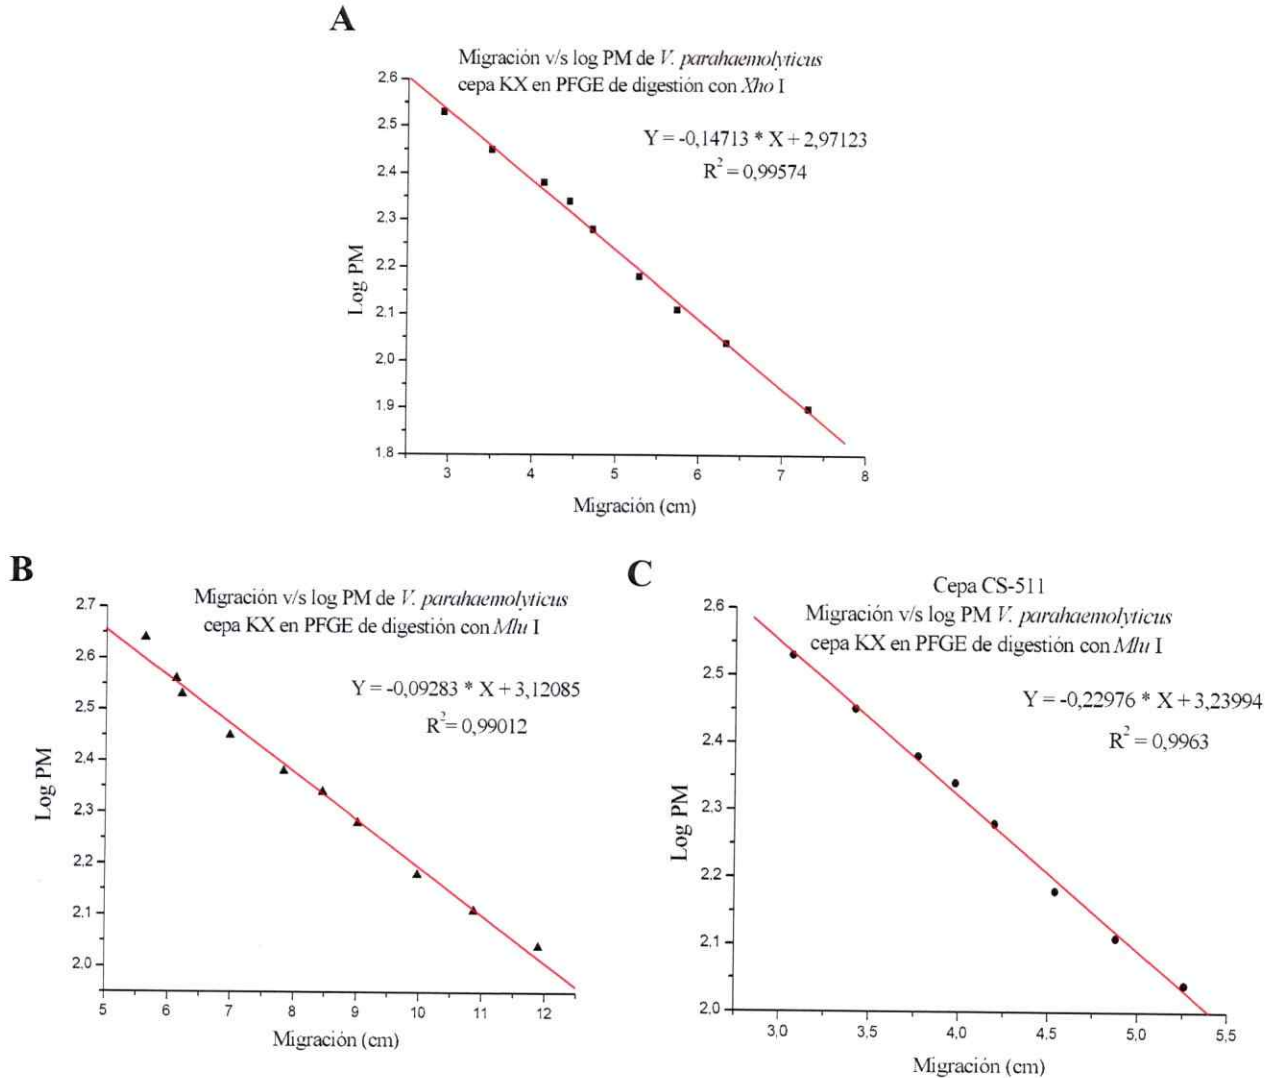 A
Migración v/s log PM de V. parahaemolyticus
cepa KX en PFGE de digestión con Xho I
Y = -0,14713 * X + 2,97123
R² = 0,99574
2,6
2,5
2,4
2,3
2,2
2,1
2,0
1,9
1,8
Log PM
3 4 5 6 7 8
Migración (cm)
B
Migración v/s log PM de V. parahaemolyticus
cepa KX en PFGE de digestión con Mlu I
Y = -0,09283 * X + 3,12085
R²= 0,99012
2,7
2,6
2,5
2,4
2,3
2,2
2,1
2,0
Log PM
5 6 7 8 9 10 11 12
Migración (cm)
C
Cepa CS-511
Migración v/s log PM V. parahaemolyticus
cepa KX en PFGE de digestión con Mlu I
Y = -0,22976 * X + 3,23994
R² = 0,9963
2,6
2,5
2,4
2,3
2,2
2,1
2,0
Log PM
3,0 3,5 4,0 4,5 5,0 5,5
Migración (cm)